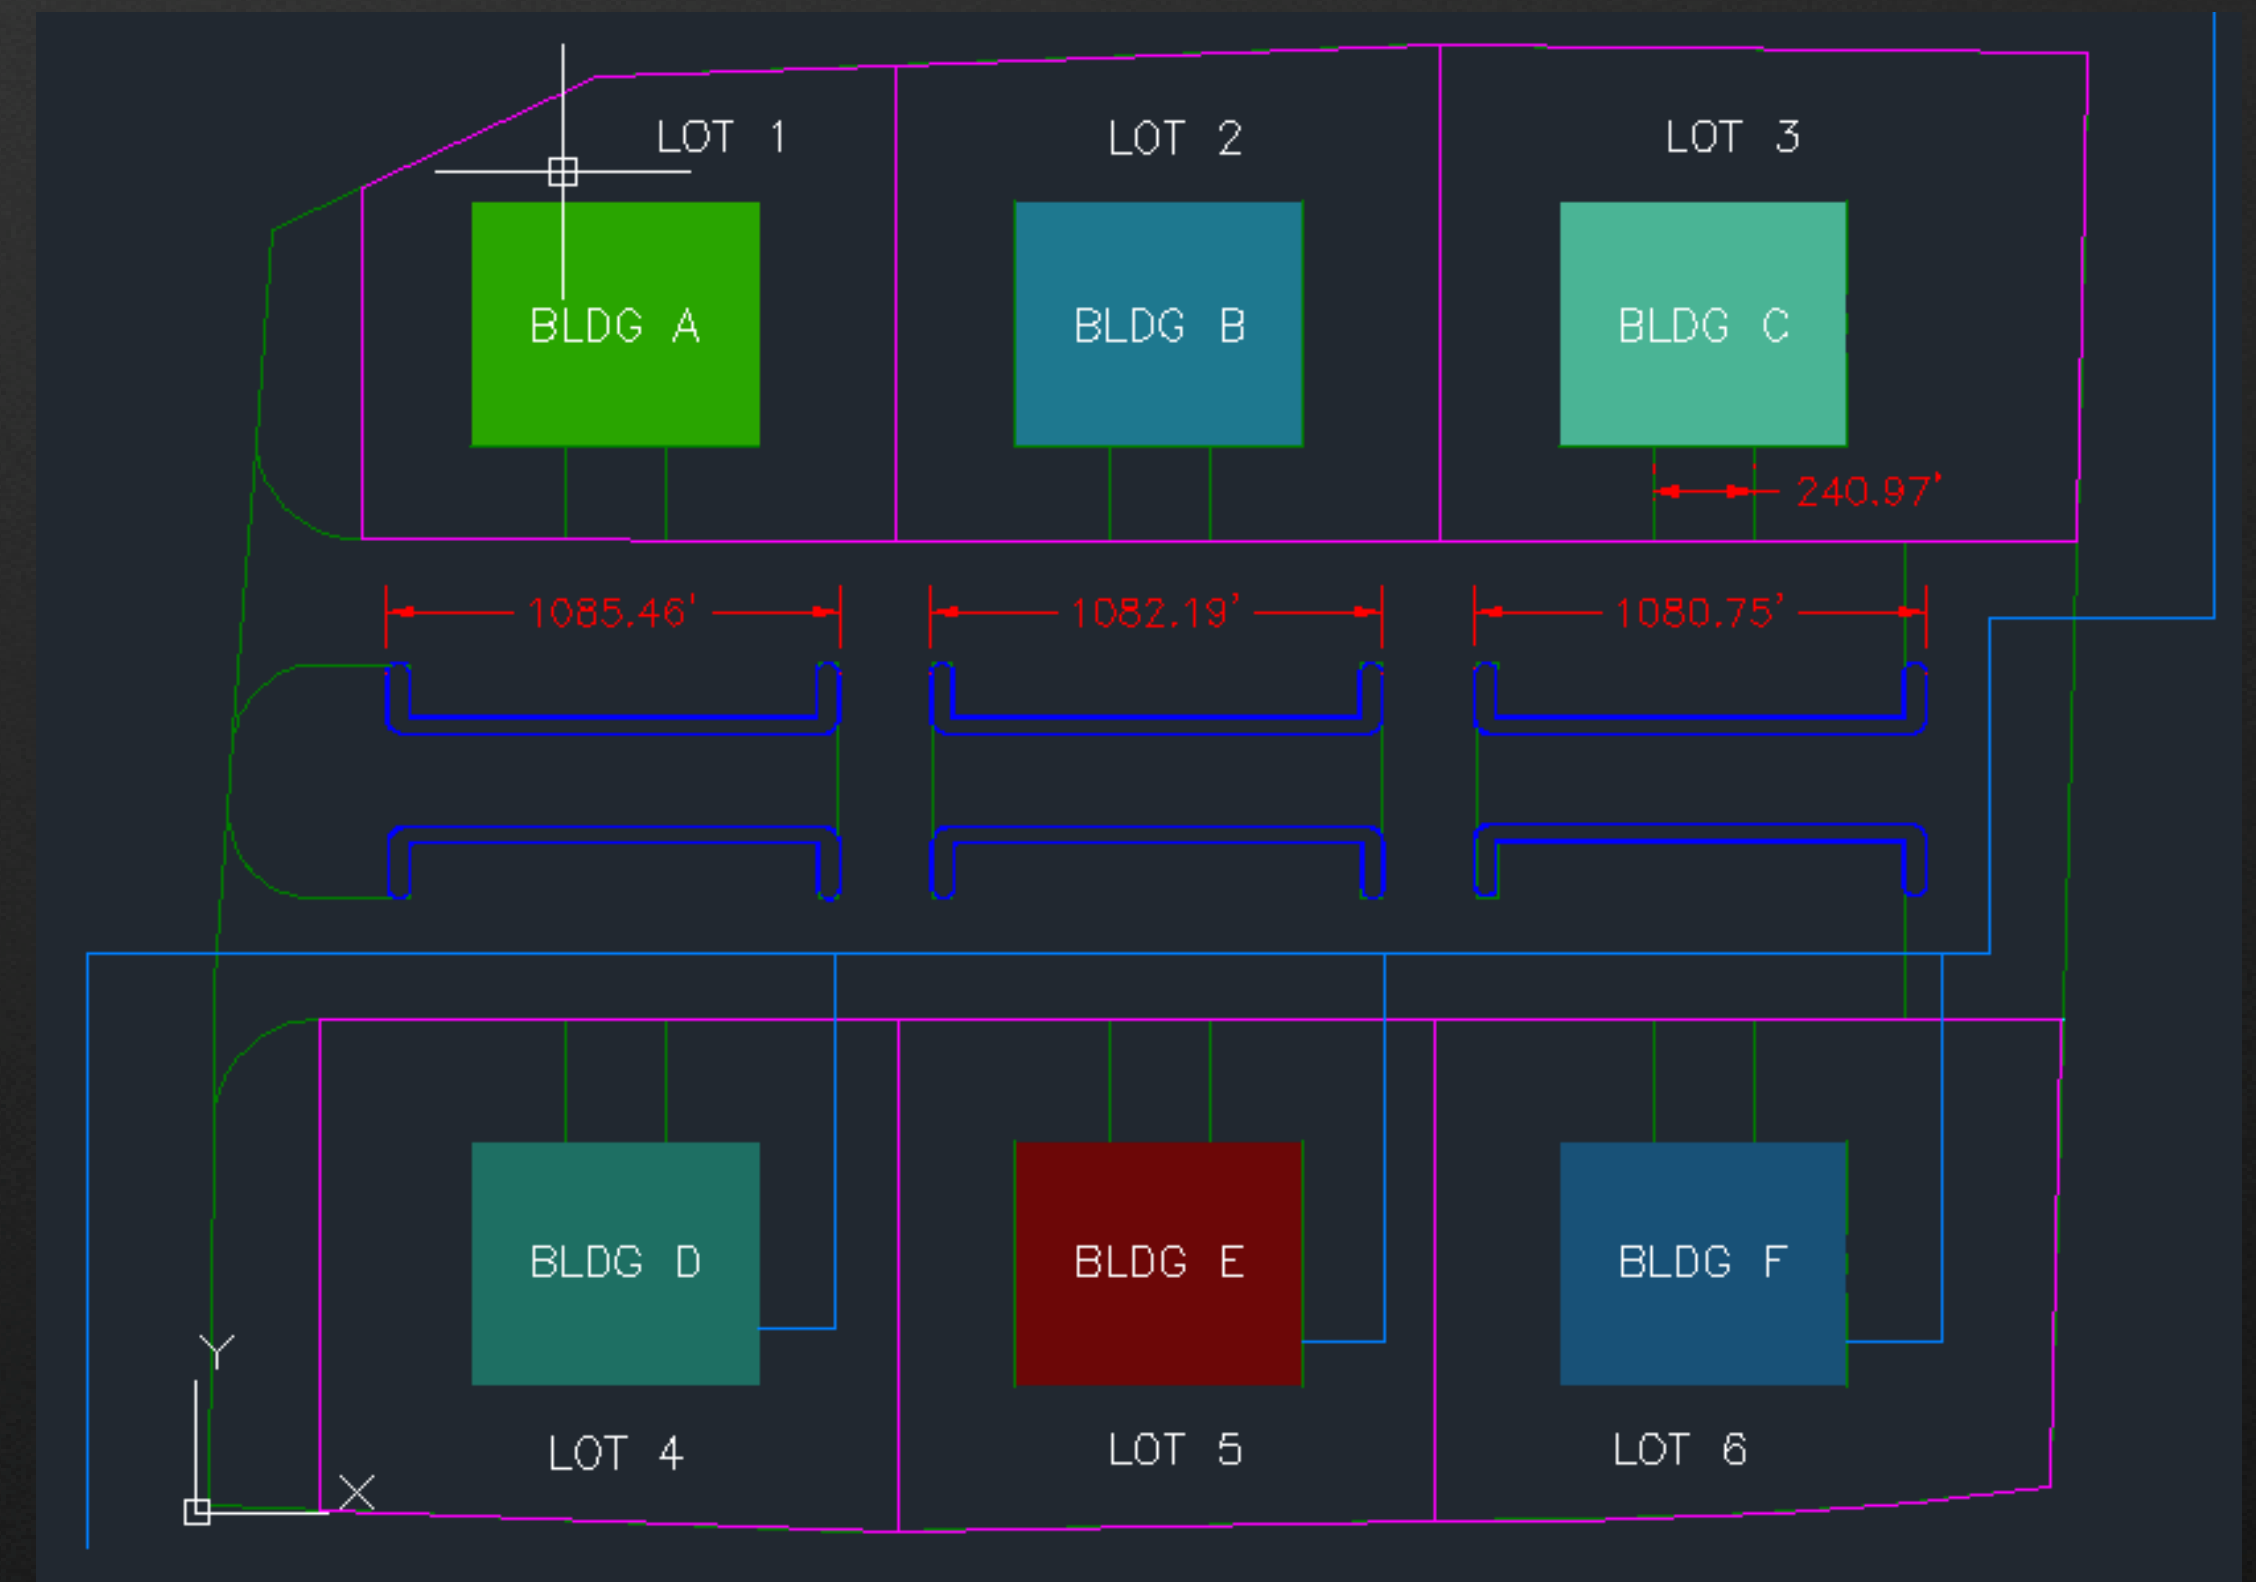 LOT 1
LOT 2
LOT 3
BLDG A
BLDG B
BLDG C
240.97'
1085.46'
1082.19'
1080.75'
BLDG D
BLDG E
BLDG F
Y
LOT 4
LOT 5
LOT 6
X